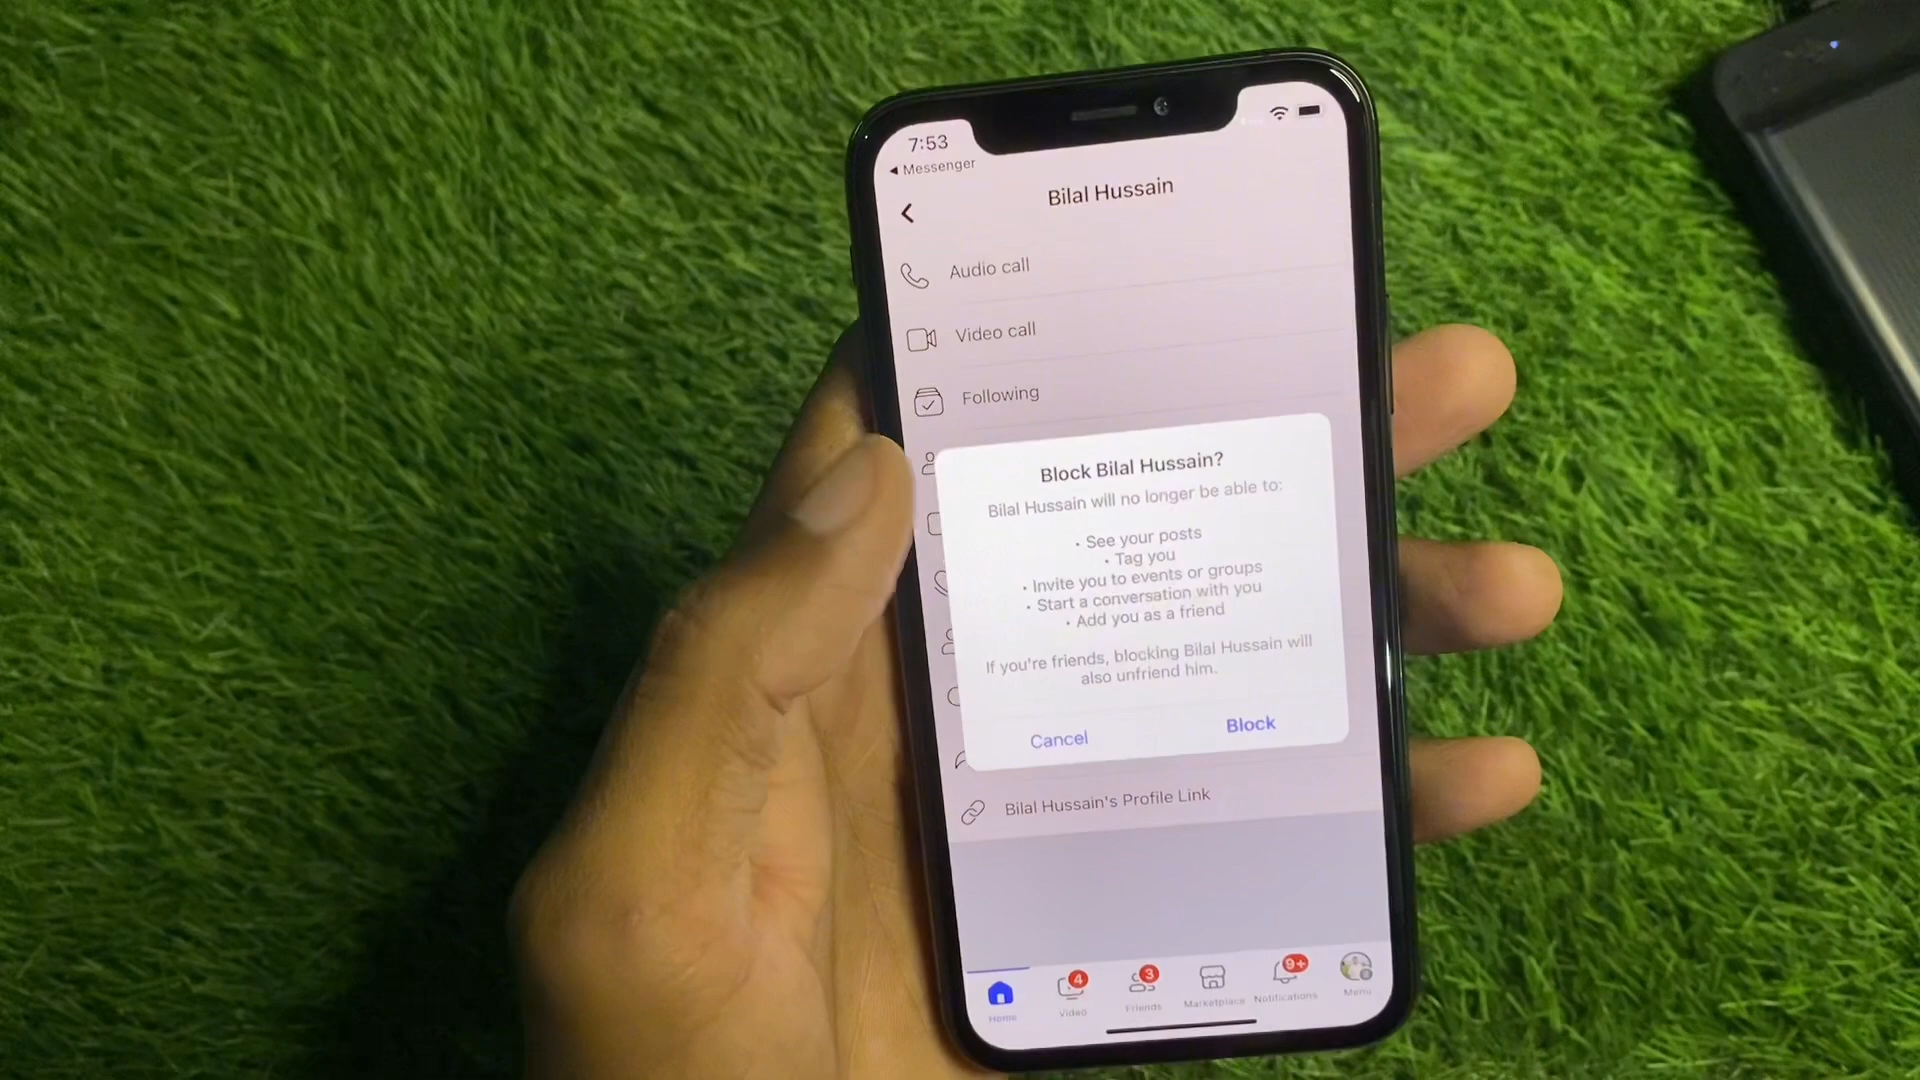 7:53
◂ Messenger
Bilal Hussain
Audio call
Video call
Following
Block Bilal Hussain?
Bilal Hussain will no longer be able to:
• See your posts
• Tag you
• Invite you to events or groups
• Start a conversation with you
• Add you as a friend
If you're friends, blocking Bilal Hussain will
also unfriend him.
Cancel
Block
Bilal Hussain's Profile Link
4
3
9+
Home
Video
Friends
Marketplace
Notifications
Menu